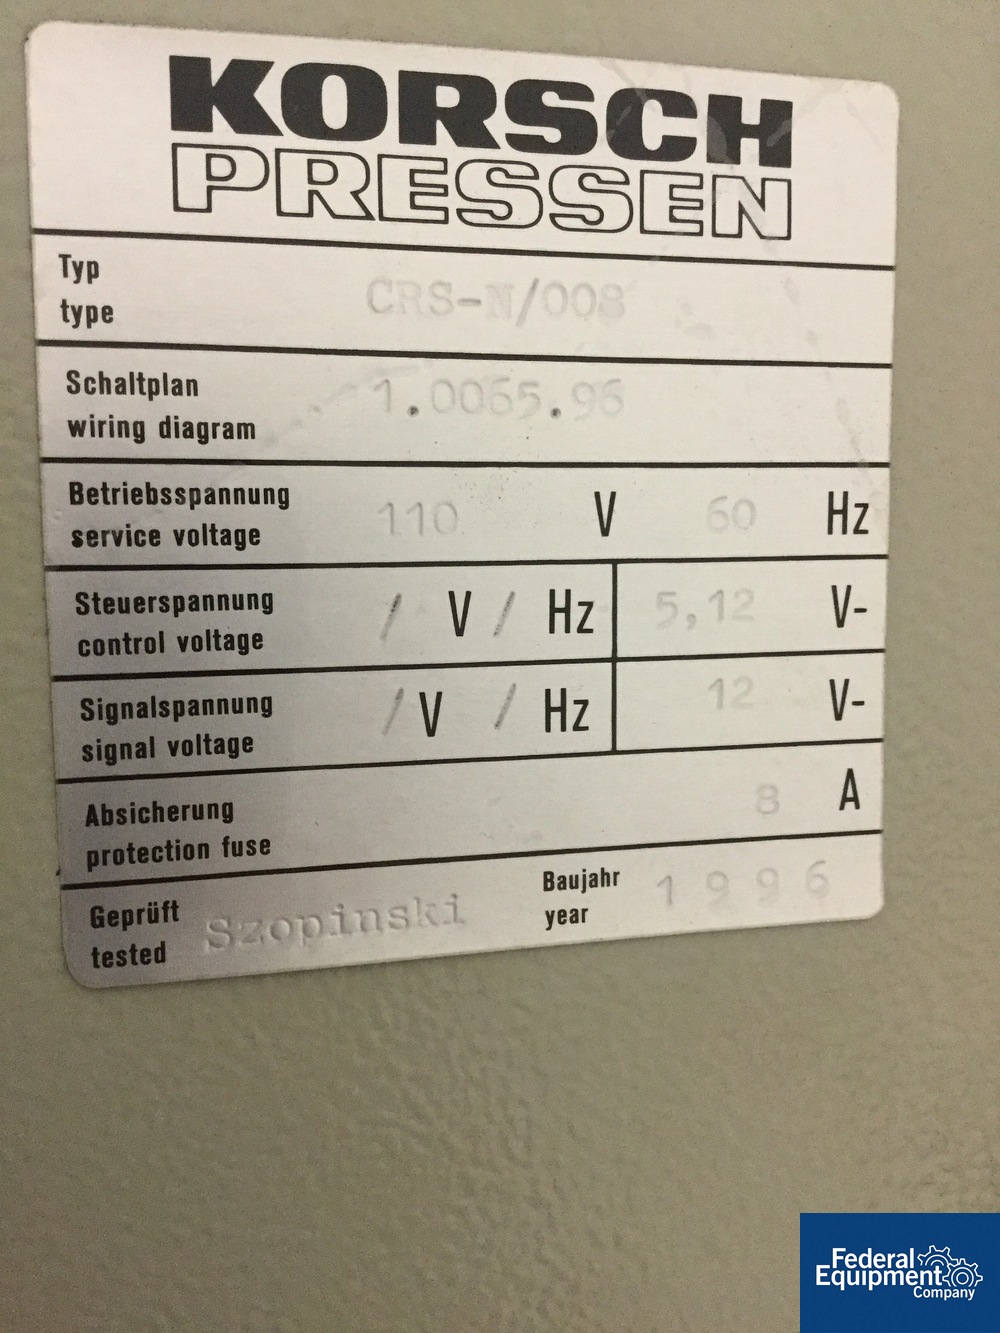 KORSCH
PRESSEN
Typ
type CRS-N/008
Schaltplan 1.0065.96
wiring diagram
Betriebsspannung 110 V 60 Hz
service voltage
Steuerspannung / V / Hz 5,12 V-
control voltage
Signalspannung / V / Hz 12 V-
signal voltage
Absicherung 8 A
protection fuse
Geprüft Szopinski Baujahr 1996
tested year
Federal
Equipment
Company